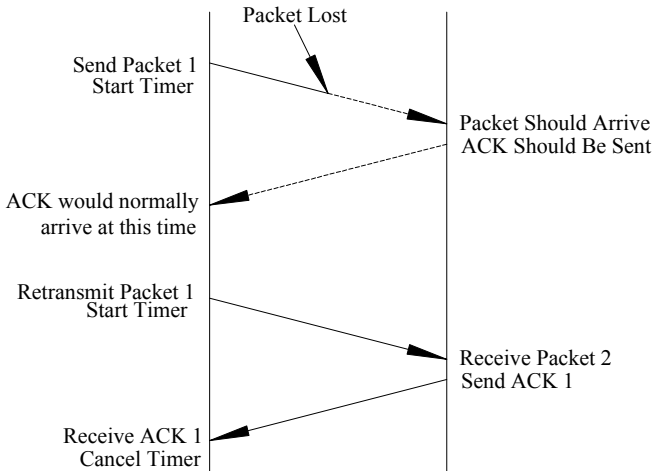 Packet Lost
Send Packet 1
Start Timer
Packet Should Arrive
ACK Should Be Sent
ACK would normally
arrive at this time
Retransmit Packet 1
Start Timer
Receive Packet 2
Send ACK 1
Receive ACK 1
Cancel Timer